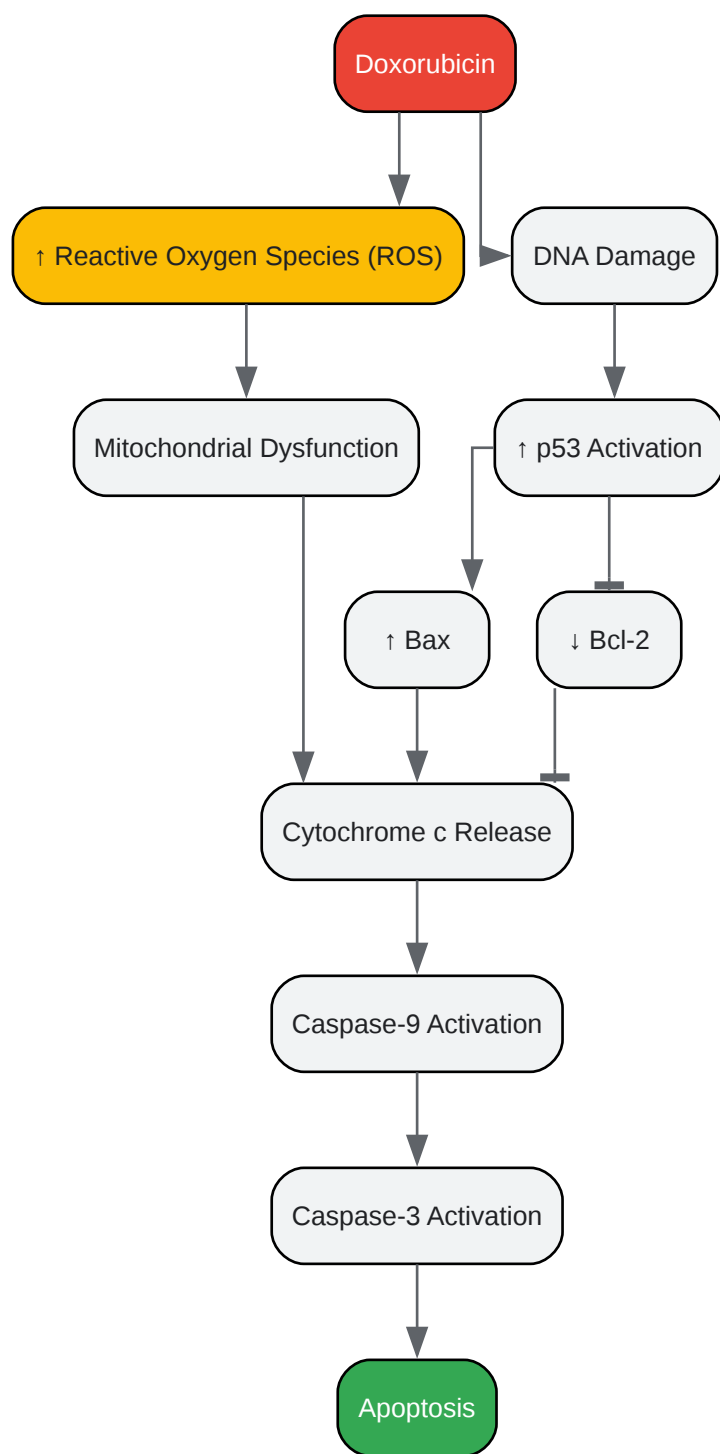 Doxorubicin
↑ Reactive Oxygen Species (ROS)
DNA Damage
Mitochondrial Dysfunction
↑ p53 Activation
↑ Bax
↓ Bcl-2
Cytochrome c Release
Caspase-9 Activation
Caspase-3 Activation
Apoptosis